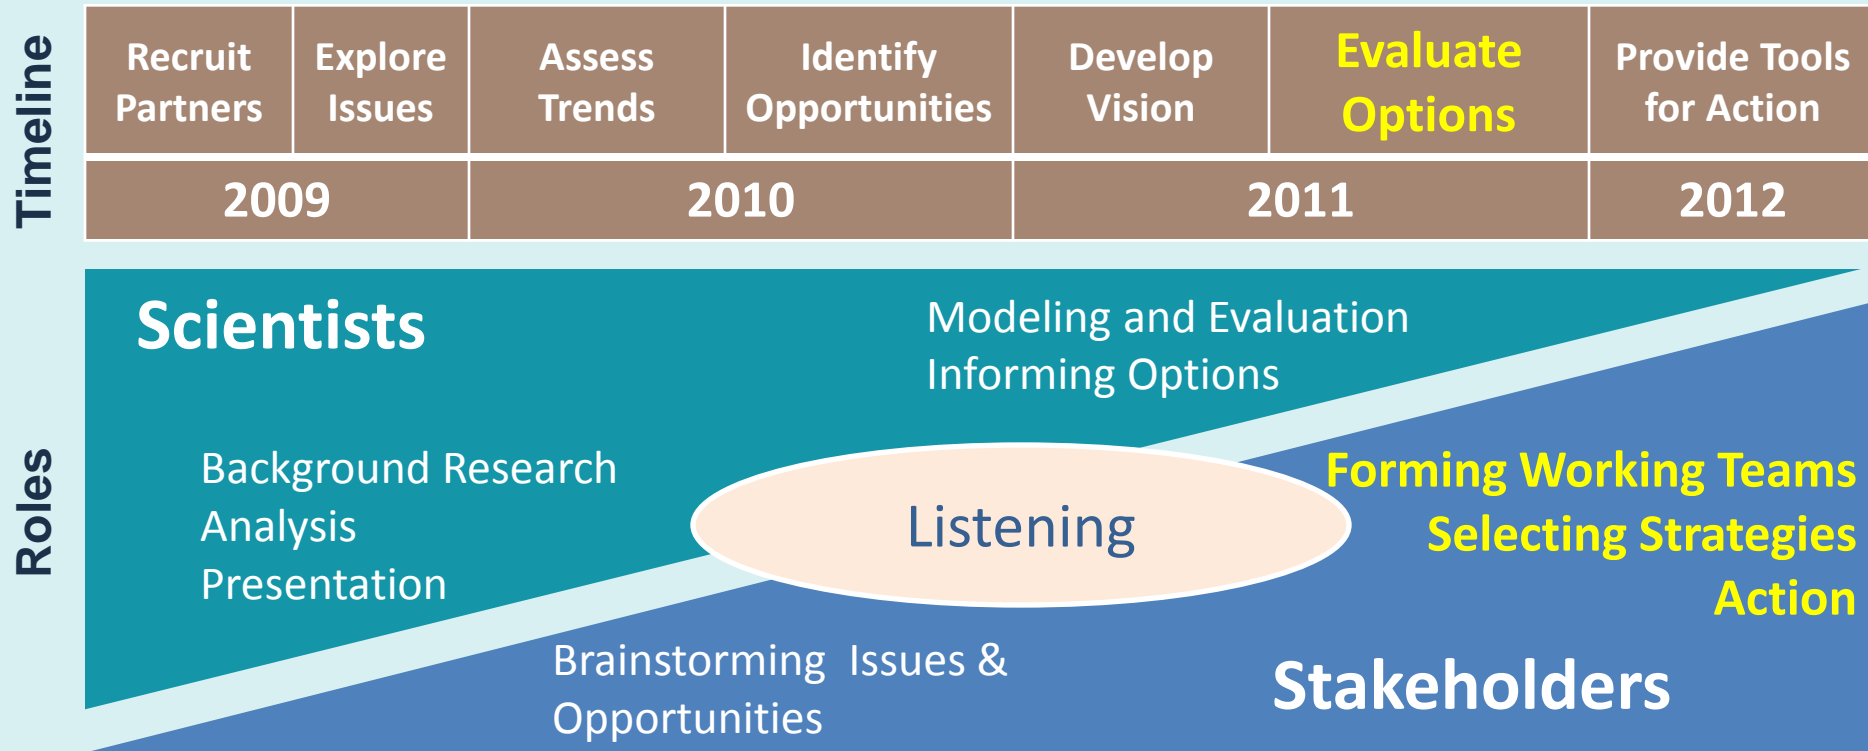 Timeline
Recruit
Partners
Explore
Issues
Assess
Trends
Identify
Opportunities
Develop
Vision
Evaluate
Options
Provide Tools
for Action
2009
2010
2011
2012
Roles
Scientists
Modeling and Evaluation
Informing Options
Background Research
Analysis
Presentation
Listening
Forming Working Teams
Selecting Strategies
Action
Brainstorming  Issues &
Opportunities
Stakeholders